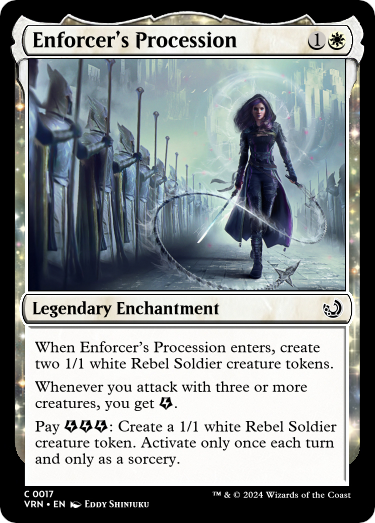 Enforcer's Procession 1
Legendary Enchantment
When Enforcer's Procession enters, create
two 1/1 white Rebel Soldier creature tokens.
Whenever you attack with three or more
creatures, you get .
Pay : Create a 1/1 white Rebel Soldier
creature token. Activate only once each turn
and only as a sorcery.
C 0017
VRN • EN EDDY SHINJUKU
™ & © 2024 Wizards of the Coast